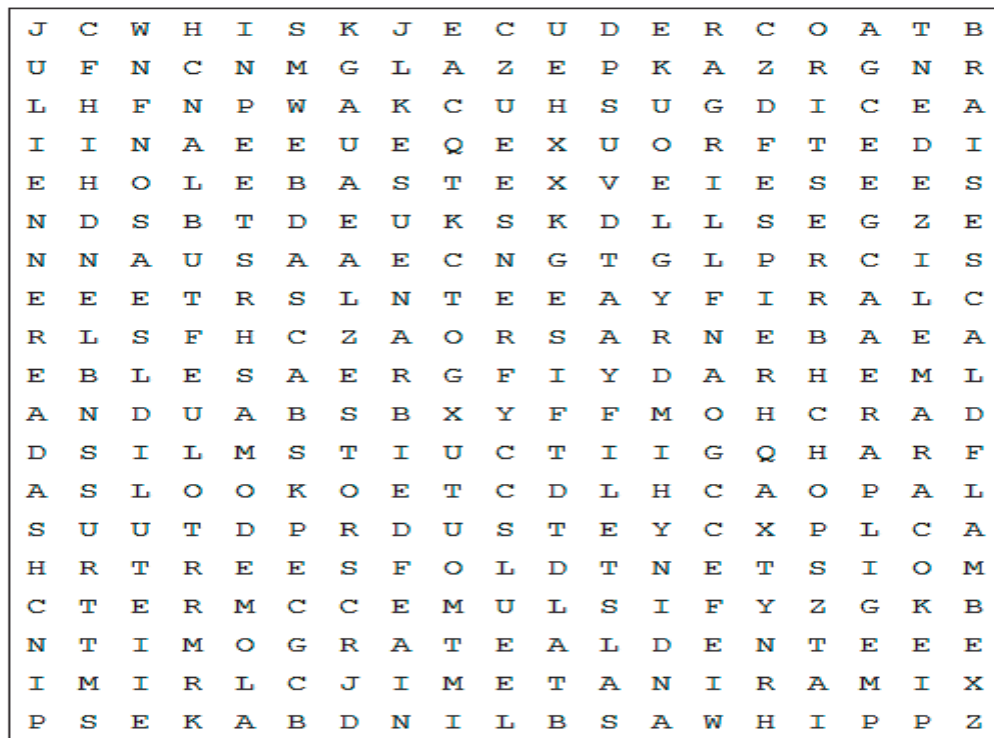 J C W H I S K J E C U D E R C O A T B
U F N C N M G L A Z E P K A Z R G N R
L H F N P W A K C U H S U G D I C E A
I I N A E E U E Q E X U O R F T E D I
E H O L E B A S T E X V E I E S E E S
N D S B T D E U K S K D L L S E G Z E
N N A U S A A E C N G T G L P R C I S
E E E T R S L N T E E A Y F I R A L C
R L S F H C Z A O R S A R N E B A E A
E B L E S A E R G F I Y D A R H E M L
A N D U A B S B X Y F F M O H C R A D
D S I L M S T I U C T I I G Q H A R F
A S L O O K O E T C D L H C A O P A L
S U U T D P R D U S T E Y C X P L C A
H R T R E E S F O L D T N E T S I O M
C T E R M C C E M U L S I F Y Z G K B
N T I M O G R A T E A L D E N T E E E
I M I R L C J I M E T A N I R A M I X
P S E K A B D N I L B S A W H I P P Z